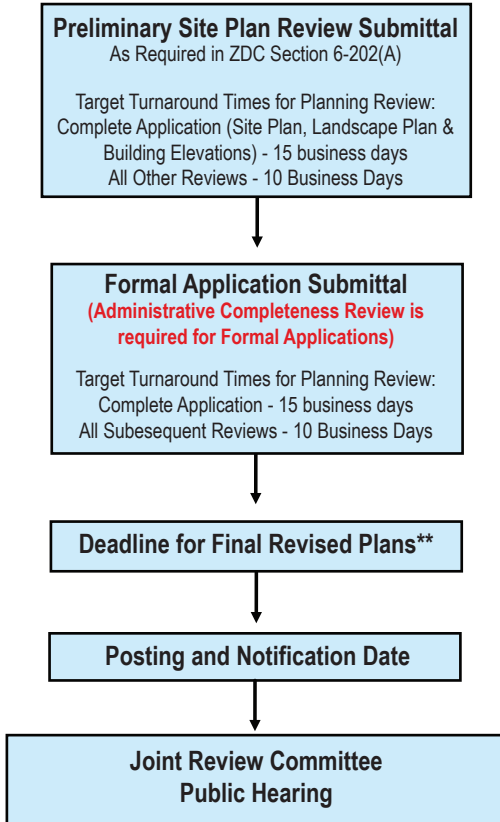 Preliminary Site Plan Review Submittal
As Required in ZDC Section 6-202(A)
Target Turnaround Times for Planning Review:
Complete Application (Site Plan, Landscape Plan &
Building Elevations) - 15 business days
All Other Reviews - 10 Business Days
Formal Application Submittal
(Administrative Completeness Review is
required for Formal Applications)
Target Turnaround Times for Planning Review:
Complete Application - 15 business days
All Subesequent Reviews - 10 Business Days
Deadline for Final Revised Plans**
Posting and Notification Date
Joint Review Committee
Public Hearing